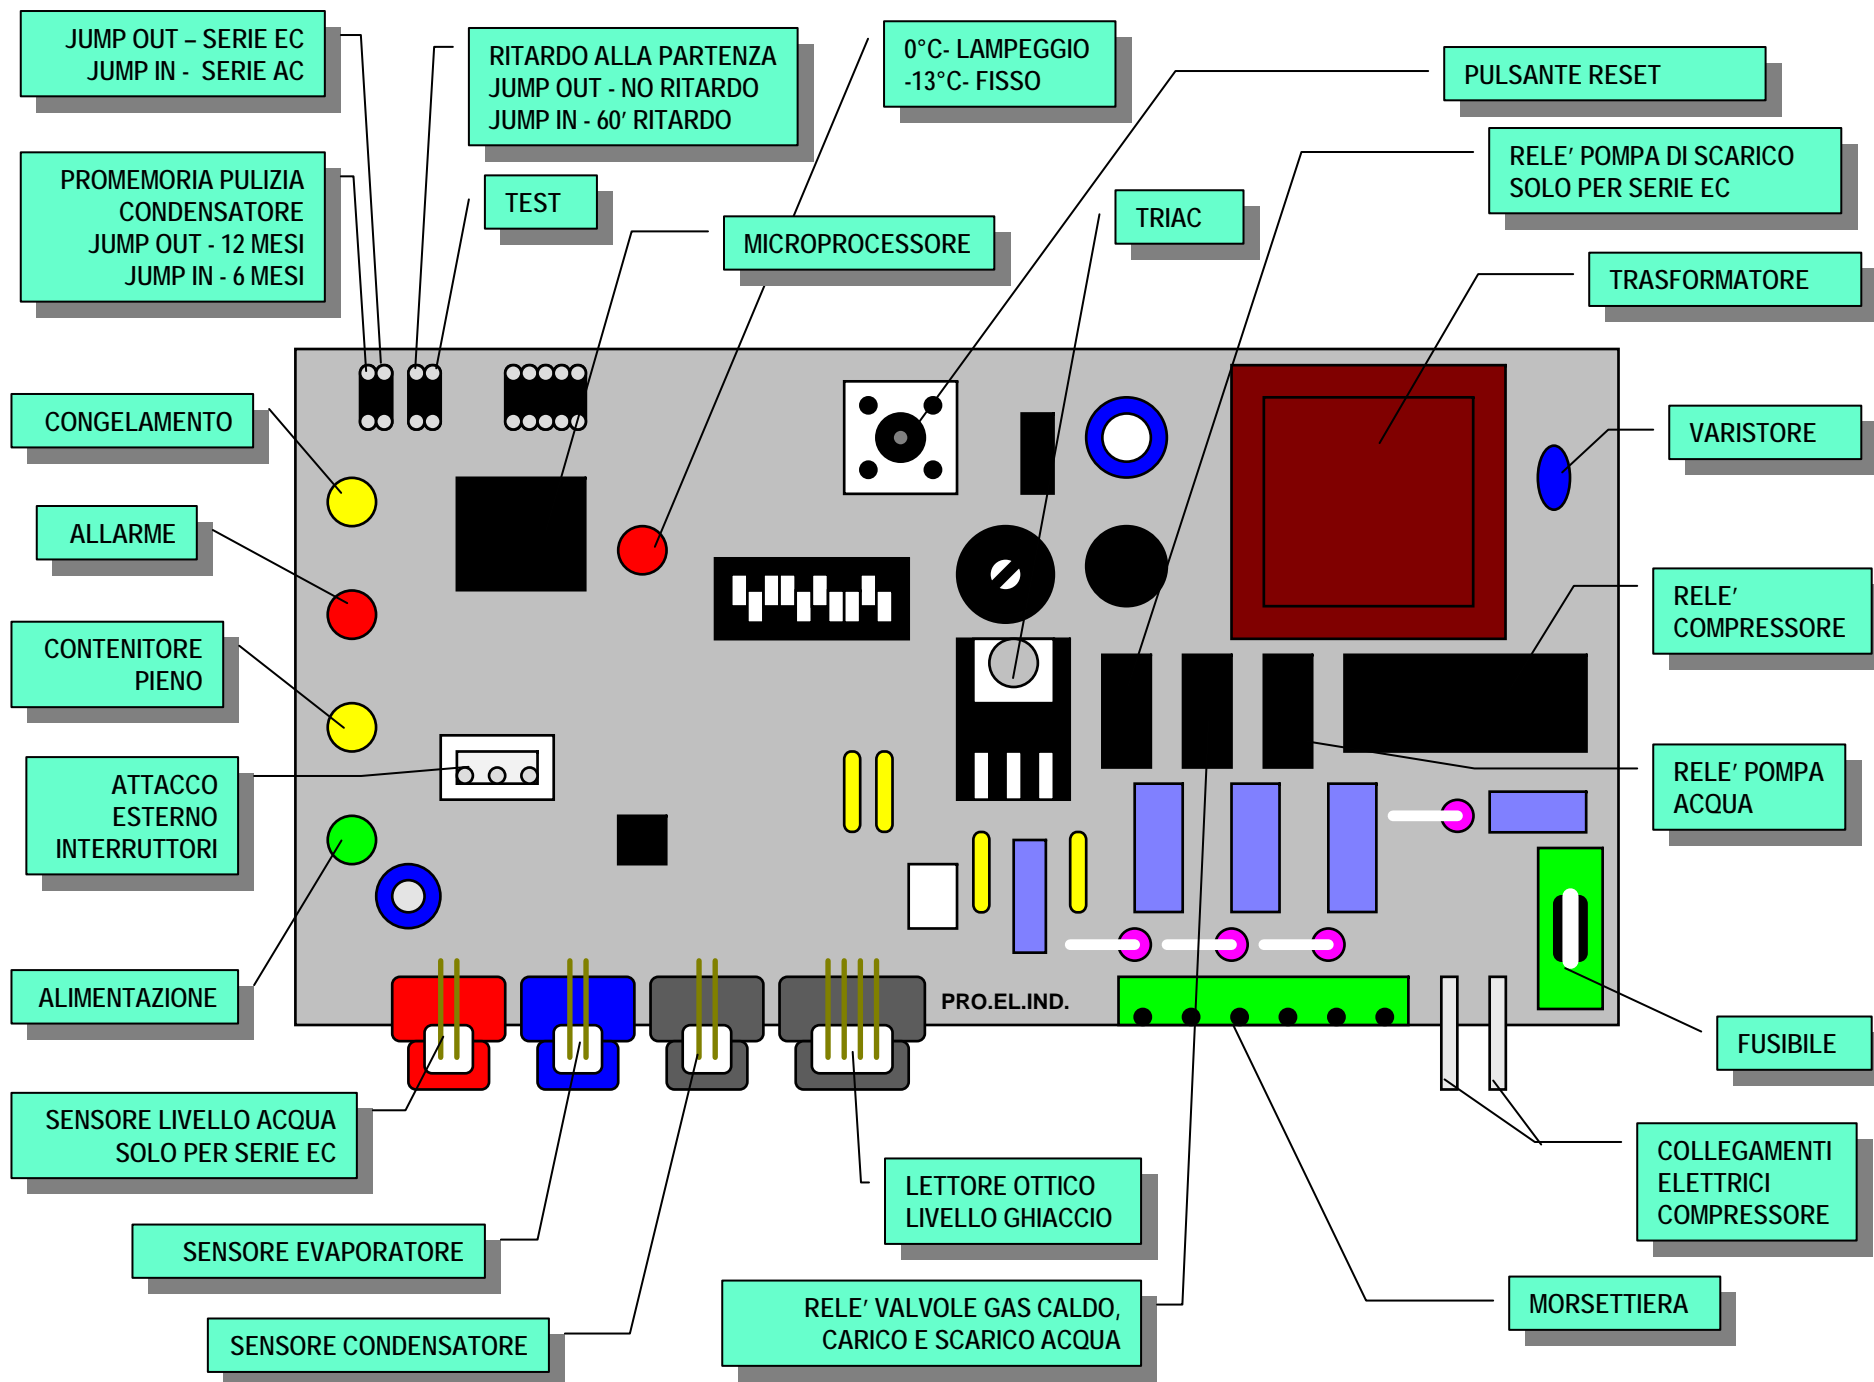 JUMP OUT – SERIE EC
JUMP IN - SERIE AC
RITARDO ALLA PARTENZA
JUMP OUT - NO RITARDO
JUMP IN - 60' RITARDO
0°C- LAMPEGGIO
-13°C- FISSO
PULSANTE RESET
PROMEMORIA PULIZIA
CONDENSATORE
JUMP OUT - 12 MESI
JUMP IN - 6 MESI
TEST
MICROPROCESSORE
TRIAC
RELE' POMPA DI SCARICO
SOLO PER SERIE EC
TRASFORMATORE
CONGELAMENTO
VARISTORE
ALLARME
RELE'
COMPRESSORE
CONTENITORE
PIENO
ATTACCO
ESTERNO
INTERRUTTORI
RELE' POMPA
ACQUA
ALIMENTAZIONE
PRO.EL.IND.
FUSIBILE
SENSORE LIVELLO ACQUA
SOLO PER SERIE EC
COLLEGAMENTI
ELETTRICI
COMPRESSORE
LETTORE OTTICO
LIVELLO GHIACCIO
SENSORE EVAPORATORE
RELE' VALVOLE GAS CALDO,
CARICO E SCARICO ACQUA
MORSETTIERA
SENSORE CONDENSATORE